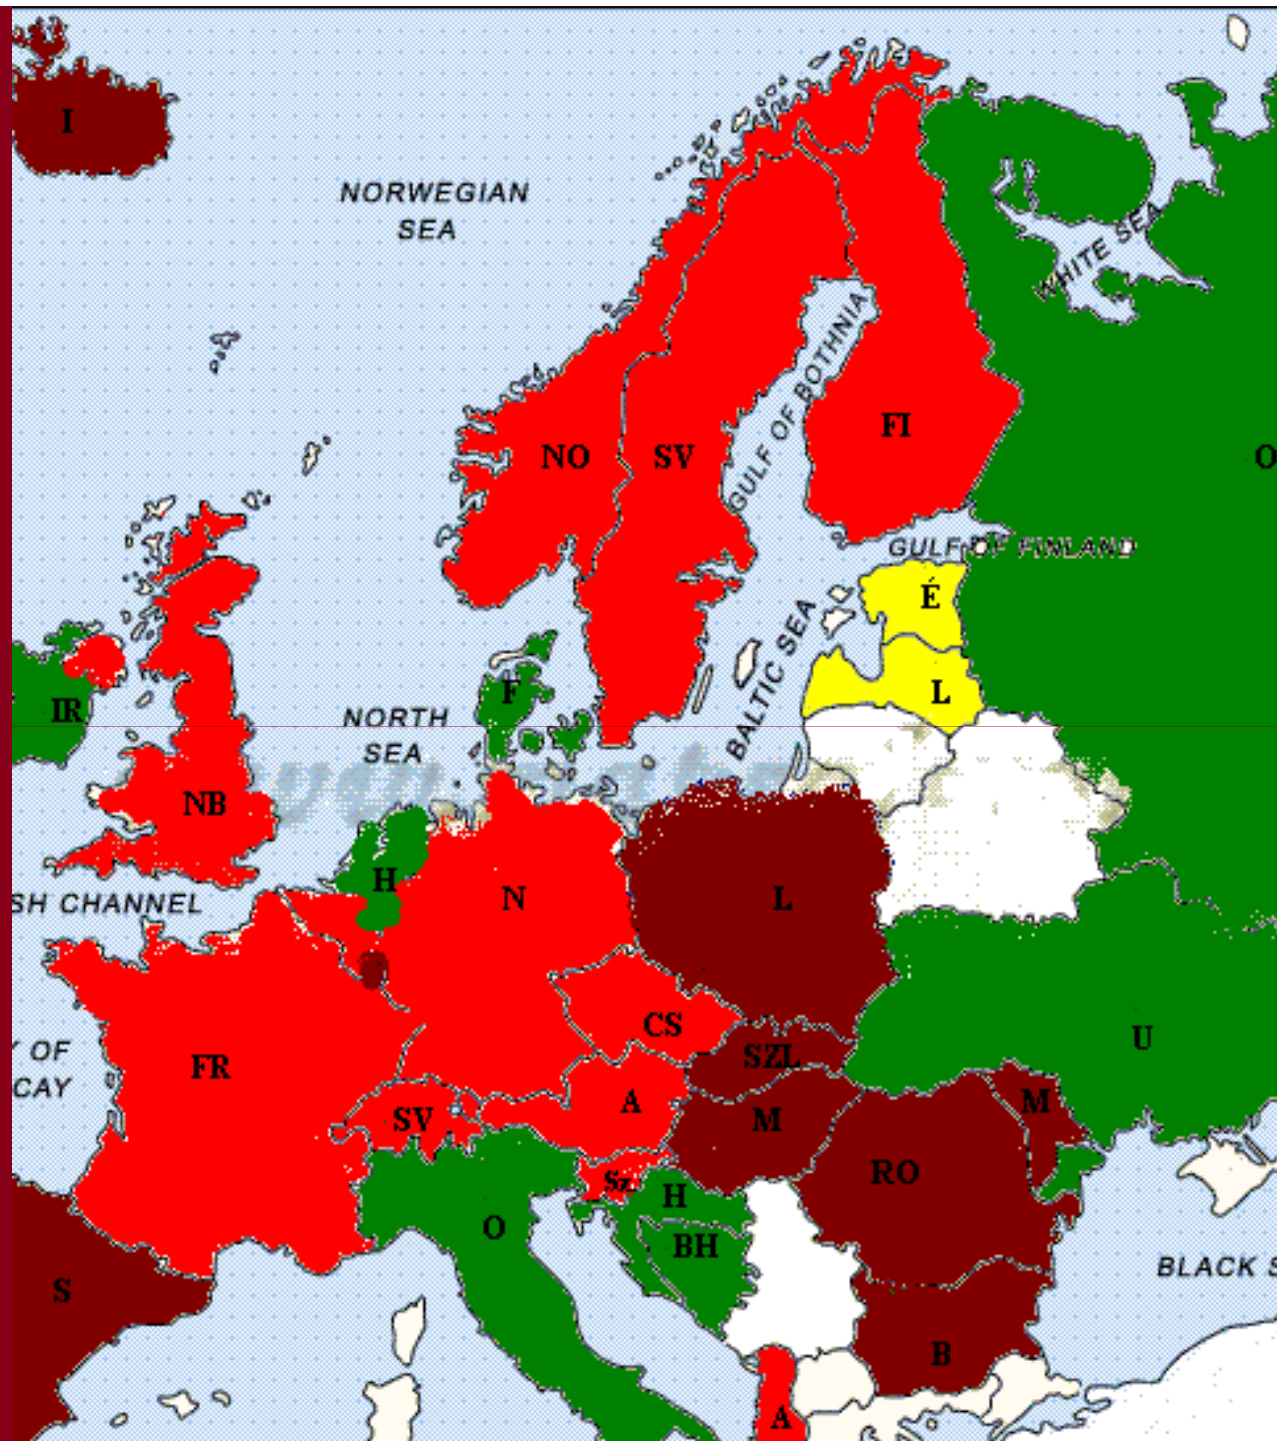 I
NORWEGIAN
SEA
WHITE SEA
GULF OF BOTHNIA
NO
SV
FI
O
GULF OF FINLAND
É
BALTIC SEA
L
IR
F
NORTH
SEA
NB
H
N
L
SH CHANNEL
CS
Y OF
CAY
FR
SZL
U
SV
A
M
M
Sz
H
RO
O
BH
S
BLACK S
B
A